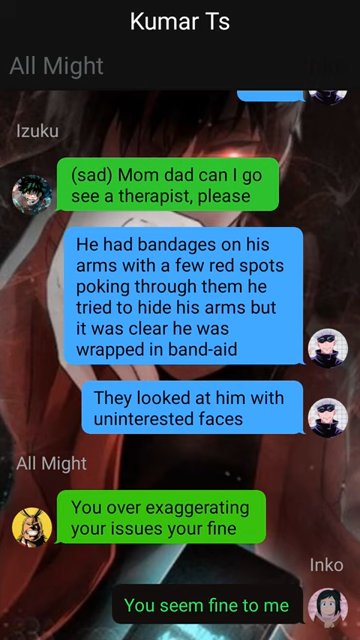 Kumar Ts
All Might
Inko
Izuku
(sad) Mom dad can I go
see a therapist, please
He had bandages on his
arms with a few red spots
poking through them he
tried to hide his arms but
it was clear he was
wrapped in band-aid
They looked at him with
uninterested faces
All Might
You over exaggerating
your issues your fine
Inko
You seem fine to me